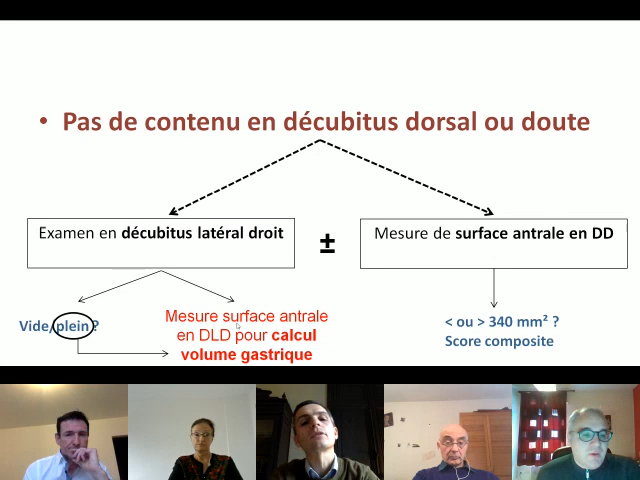 • Pas de contenu en décubitus dorsal ou doute
Examen en décubitus latéral droit
±
Mesure de surface antrale en DD
Vide/plein ?
Mesure surface antrale
en DLD pour calcul
volume gastrique
< ou > 340 mm² ?
Score composite